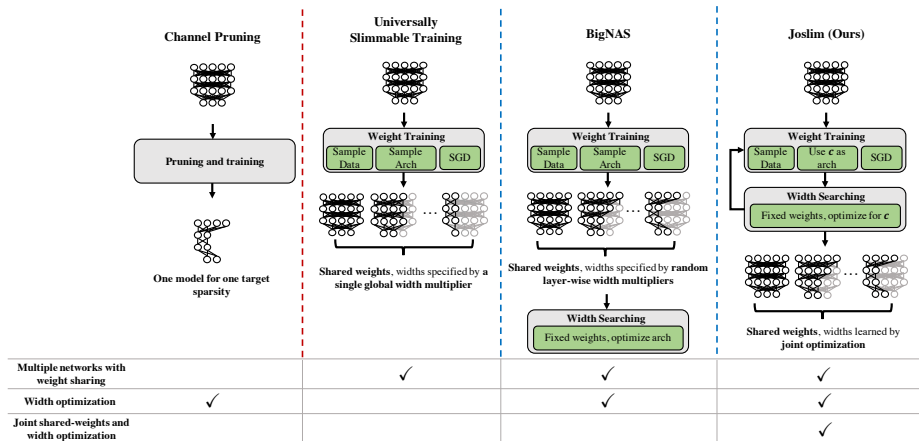 Channel Pruning
Pruning and training
One model for one target
sparsity
Universally
Slimmable Training
Weight Training
Sample
Data
Sample
Arch
SGD
...
Shared weights, widths specified by a
single global width multiplier
BigNAS
Weight Training
Sample
Data
Sample
Arch
SGD
...
Shared weights, widths specified by random
layer-wise width multipliers
Width Searching
Fixed weights, optimize arch
Joslim (Ours)
Weight Training
Sample
Data
Use c as
arch
SGD
Width Searching
Fixed weights, optimize for c
...
Shared weights, widths learned by
joint optimization
Multiple networks with
weight sharing
✓ ✓ ✓
Width optimization
✓ ✓ ✓
Joint shared-weights and
width optimization
✓